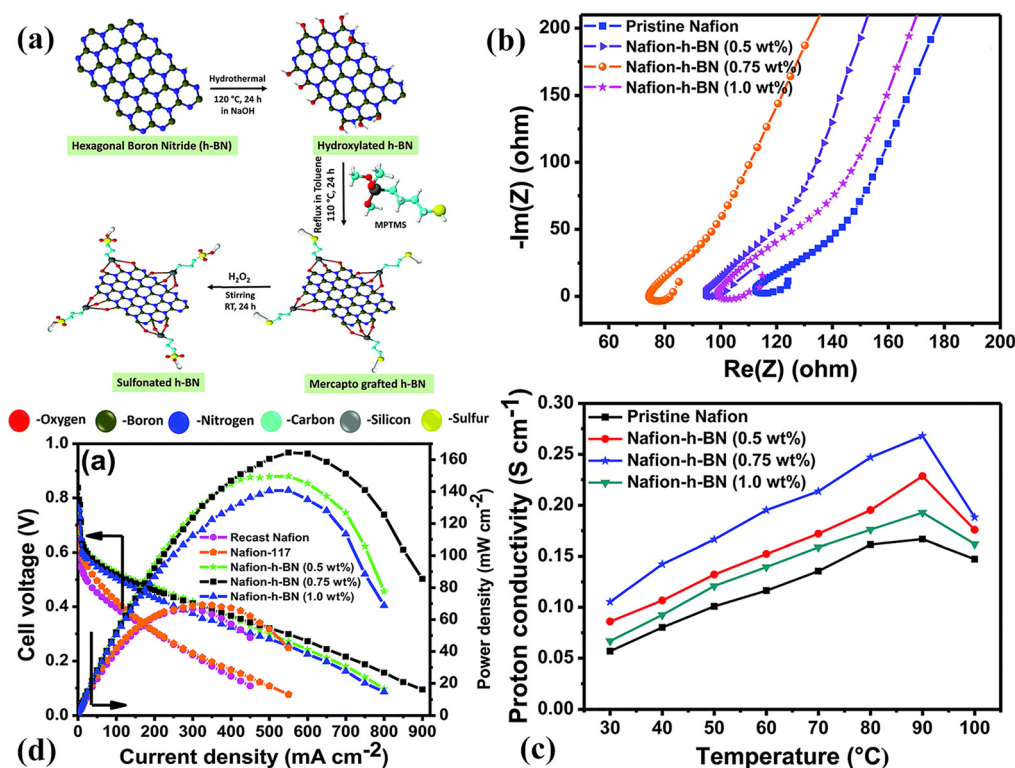 (a)
Hydrothermal
120 °C, 24 h
in NaOH
Hexagonal Boron Nitride (h-BN)
Hydroxylated h-BN
Reflux in Toluene
110 °C, 24 h
MPTMS
H2O2
Stirring
RT, 24 h
Sulfonated h-BN
Mercapto grafted h-BN
-Oxygen
-Boron
-Nitrogen
-Carbon
-Silicon
-Sulfur
(b)
Pristine Nafion
Nafion-h-BN (0.5 wt%)
Nafion-h-BN (0.75 wt%)
Nafion-h-BN (1.0 wt%)
-Im(Z) (ohm)
200
150
100
50
0
60 80 100 120 140 160 180 200
Re(Z) (ohm)
(a)
1.0
0.8
0.6
0.4
0.2
0.0
Cell voltage (V)
Recast Nafion
Nafion-117
Nafion-h-BN (0.5 wt%)
Nafion-h-BN (0.75 wt%)
Nafion-h-BN (1.0 wt%)
160
140
120
100
80
60
40
20
0
Power density (mW cm-2)
0 100 200 300 400 500 600 700 800 900
(d)
Current density (mA cm-2)
Proton conductivity (S cm-1)
0.30
0.25
0.20
0.15
0.10
0.05
0.00
Pristine Nafion
Nafion-h-BN (0.5 wt%)
Nafion-h-BN (0.75 wt%)
Nafion-h-BN (1.0 wt%)
30 40 50 60 70 80 90 100
(c)
Temperature (°C)